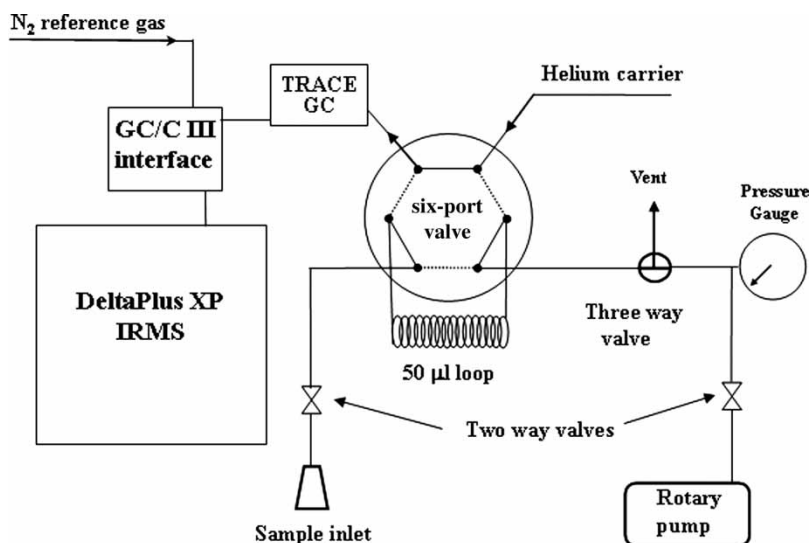 N₂ reference gas
TRACE
GC
Helium carrier
GC/C III
interface
six-port
valve
Vent
Pressure
Gauge
DeltaPlus XP
IRMS
Three way
valve
50 µl loop
Two way valves
Sample inlet
Rotary
pump